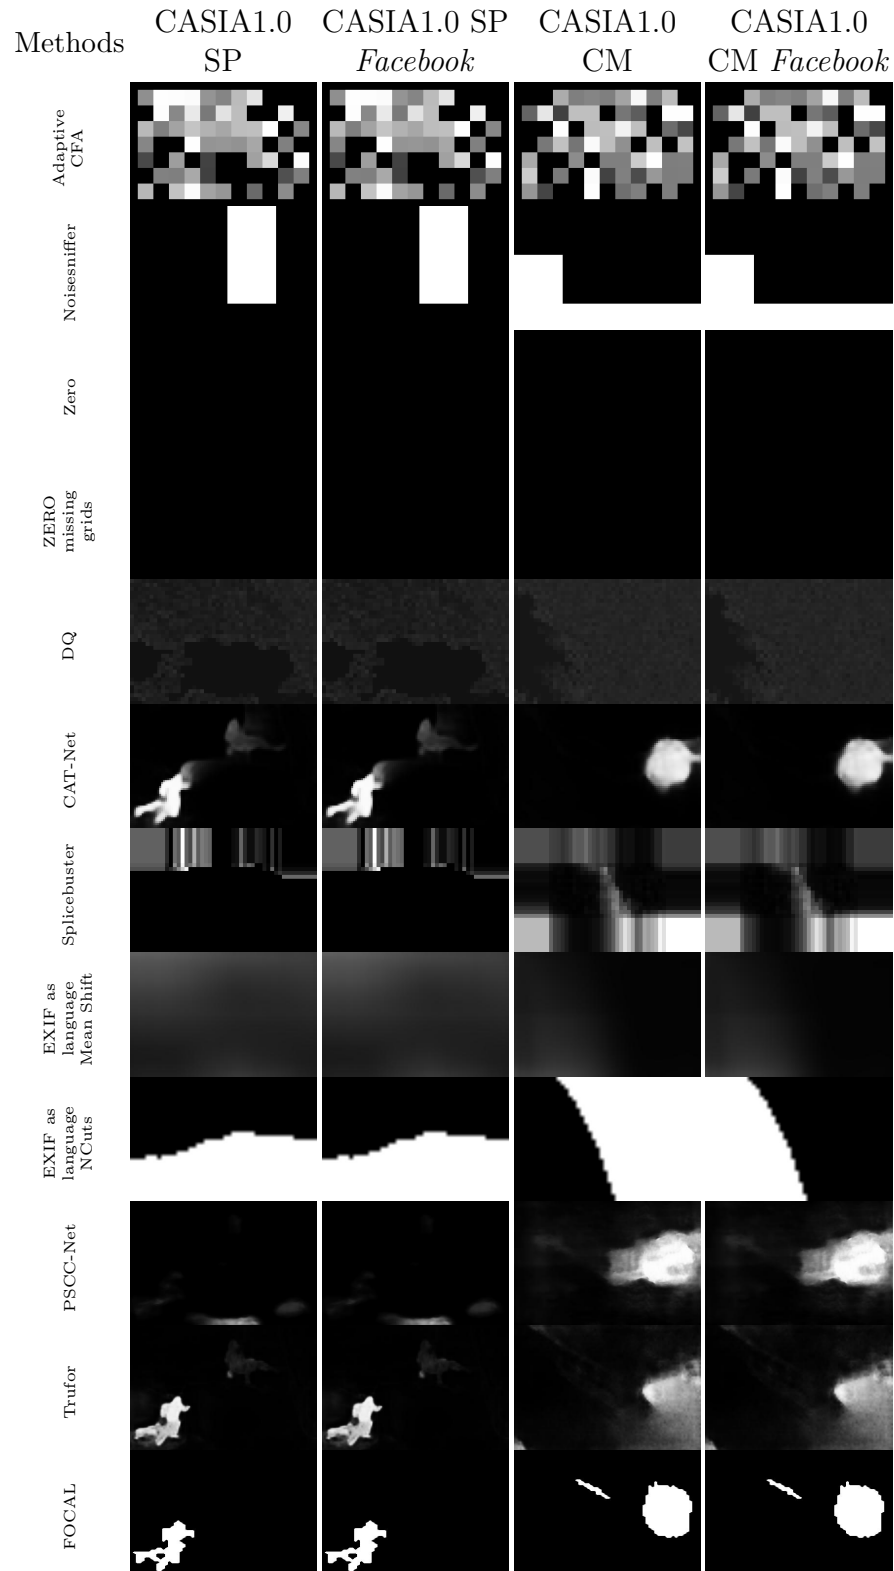 Methods
CASIA1.0
SP
CASIA1.0 SP
Facebook
CASIA1.0
CM
CASIA1.0
CM Facebook
Adaptive
CFA
Noisesniffer
Zero
ZERO
missing
grids
DQ
CAT-Net
Splicebuster
EXIF as
language
Mean Shift
EXIF as
language
NCuts
PSCC-Net
Trufor
FOCAL